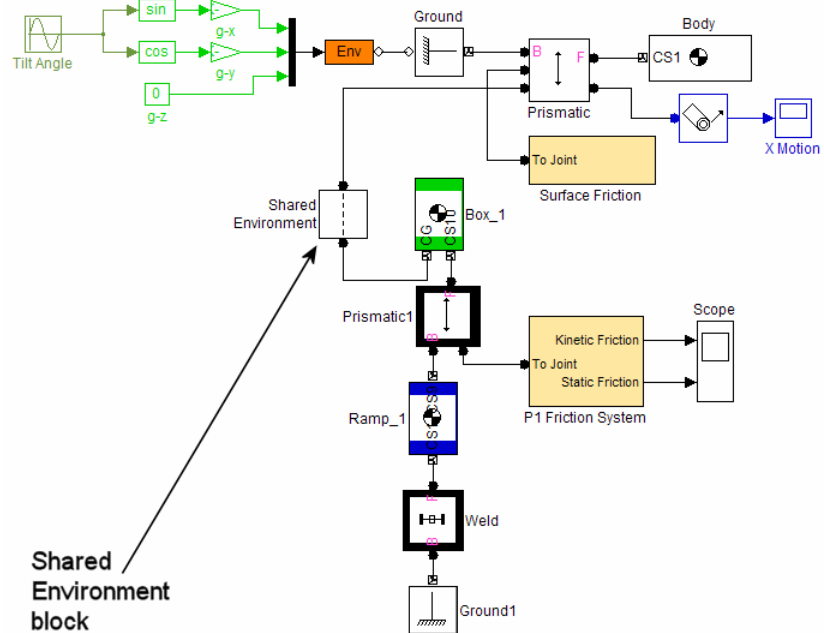 sin
g-x
Tilt Angle
cos
g-y
0
g-z
Env
Ground
B
F
Prismatic
Body
CS1
X Motion
To Joint
Surface Friction
Shared
Environment
Box_1
CG
CS10
F
Prismatic1
B
Kinetic Friction
To Joint
Static Friction
P1 Friction System
Scope
Ramp_1
CS1
F
Weld
B
Ground1
Shared
Environment
block